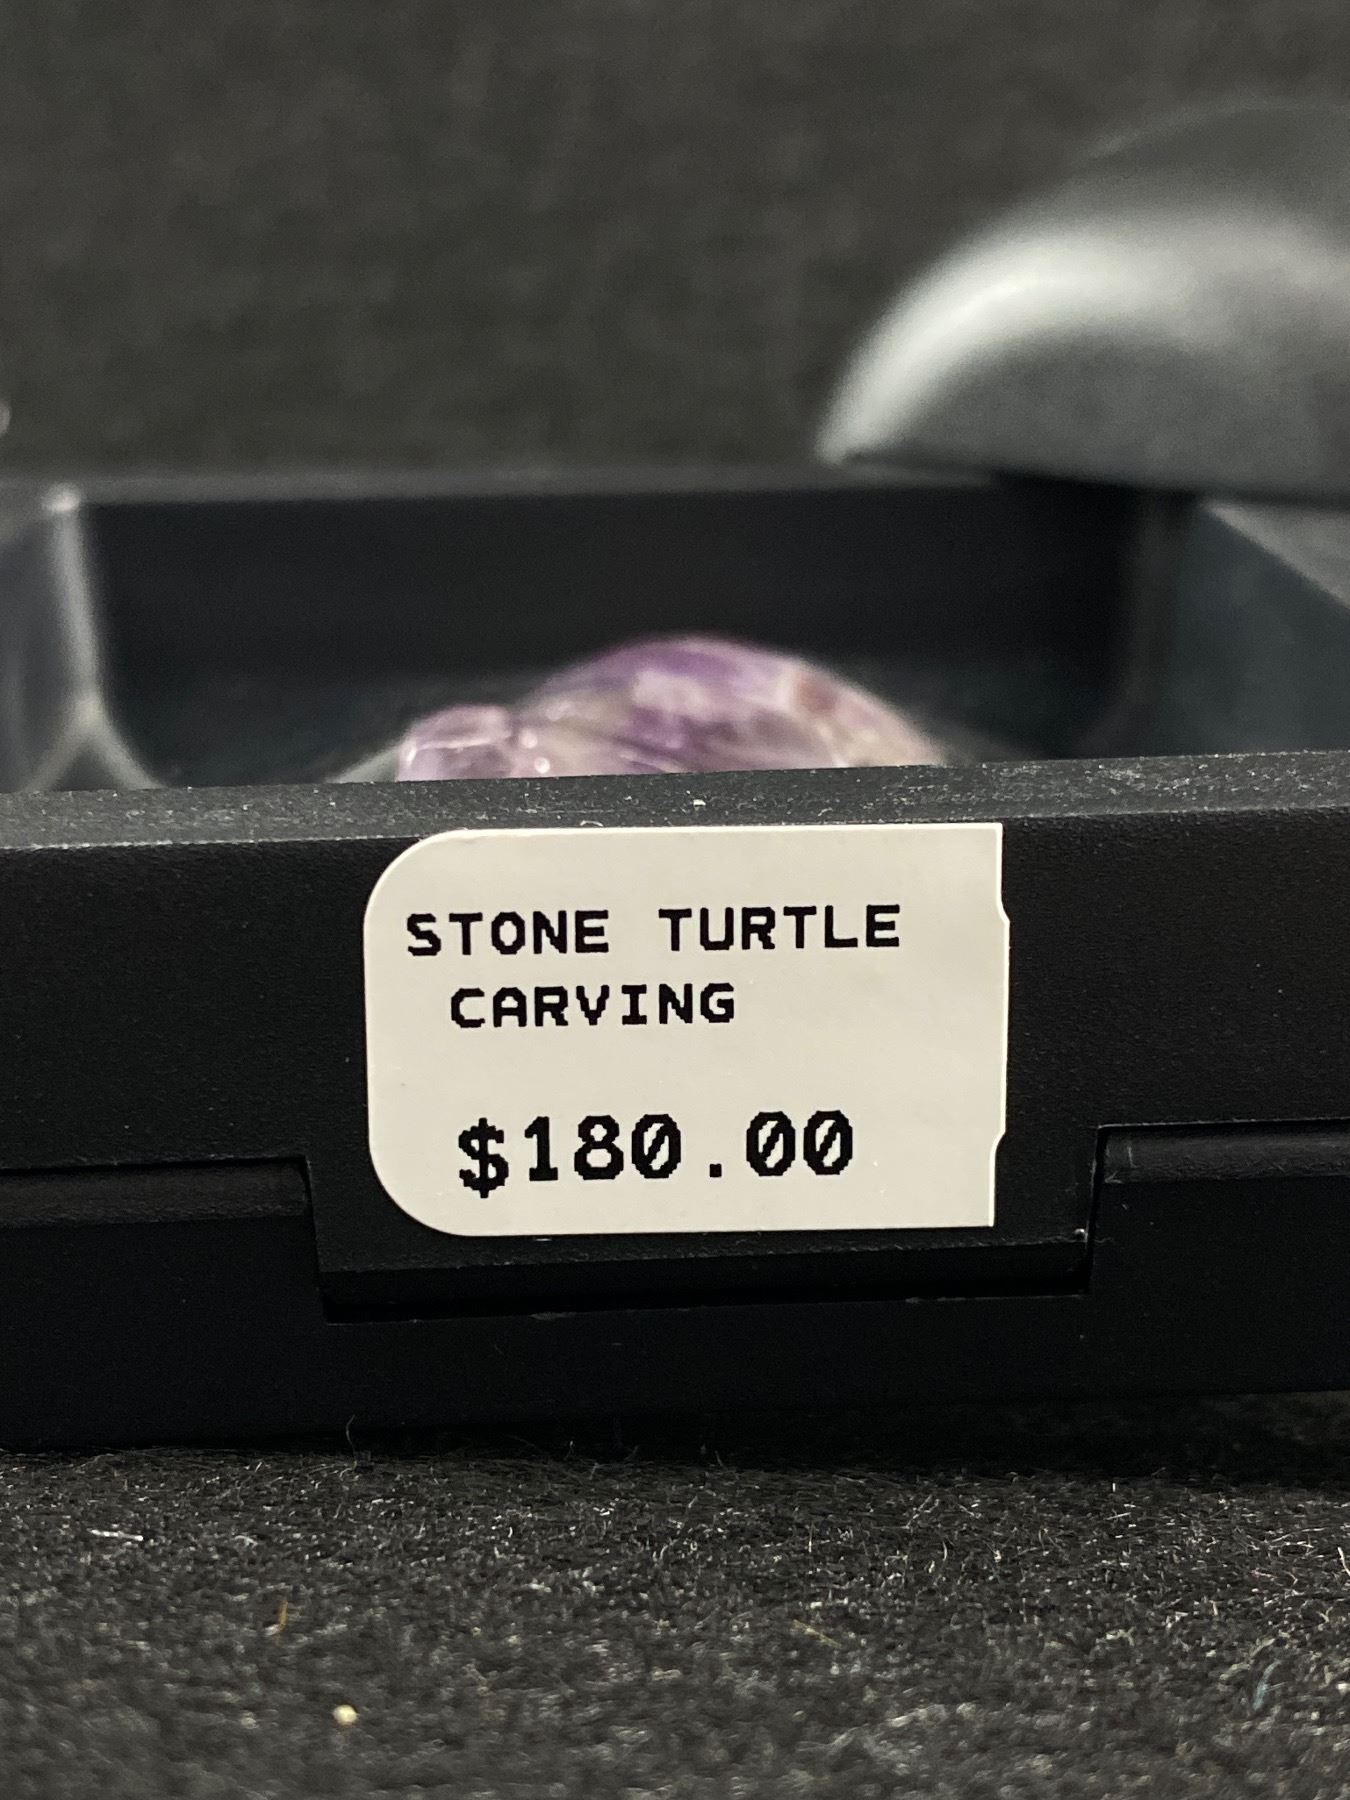 STONE TURTLE
CARVING
$180.00